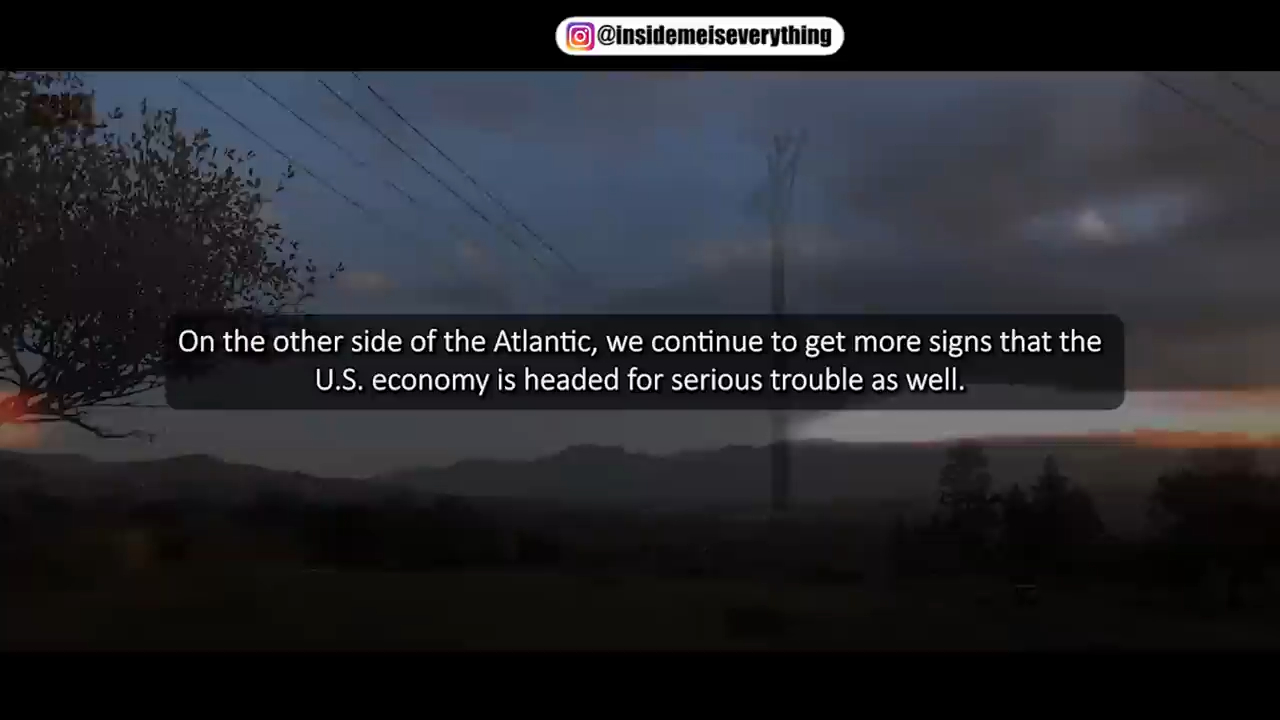 @insidemeiseverything
On the other side of the Atlantic, we continue to get more signs that the
U.S. economy is headed for serious trouble as well.